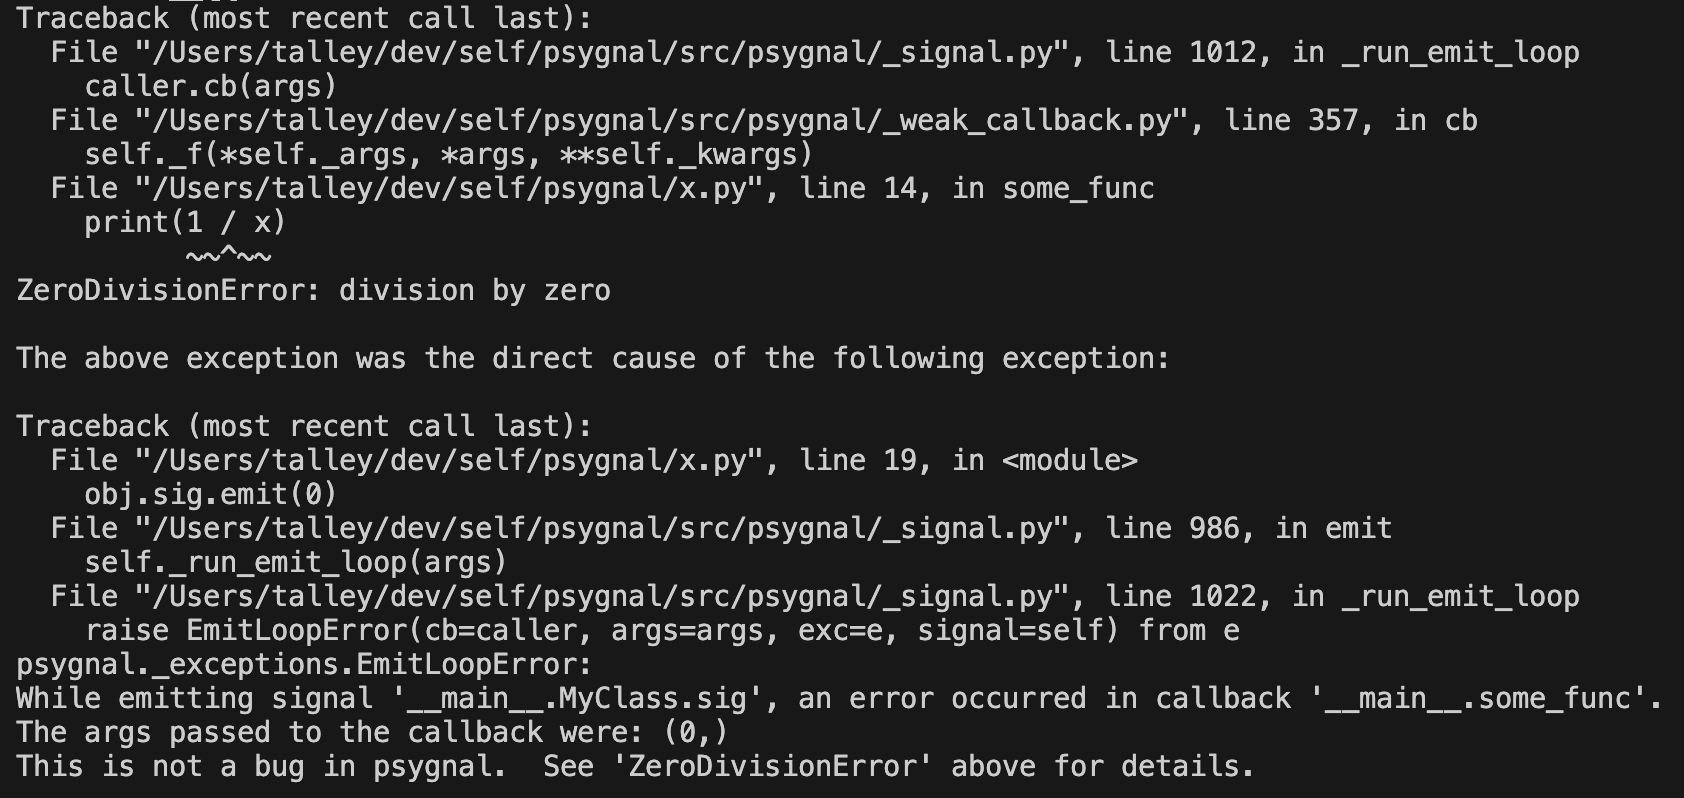 Traceback (most recent call last):
  File "/Users/talley/dev/self/psygnal/src/psygnal/_signal.py", line 1012, in _run_emit_loop
    caller.cb(args)
  File "/Users/talley/dev/self/psygnal/src/psygnal/_weak_callback.py", line 357, in cb
    self._f(*self._args, *args, **self._kwargs)
  File "/Users/talley/dev/self/psygnal/x.py", line 14, in some_func
    print(1 / x)
          ~~^~~
ZeroDivisionError: division by zero

The above exception was the direct cause of the following exception:

Traceback (most recent call last):
  File "/Users/talley/dev/self/psygnal/x.py", line 19, in <module>
    obj.sig.emit(0)
  File "/Users/talley/dev/self/psygnal/src/psygnal/_signal.py", line 986, in emit
    self._run_emit_loop(args)
  File "/Users/talley/dev/self/psygnal/src/psygnal/_signal.py", line 1022, in _run_emit_loop
    raise EmitLoopError(cb=caller, args=args, exc=e, signal=self) from e
psygnal._exceptions.EmitLoopError:
While emitting signal '__main__.MyClass.sig', an error occurred in callback '__main__.some_func'.
The args passed to the callback were: (0,)
This is not a bug in psygnal.  See 'ZeroDivisionError' above for details.